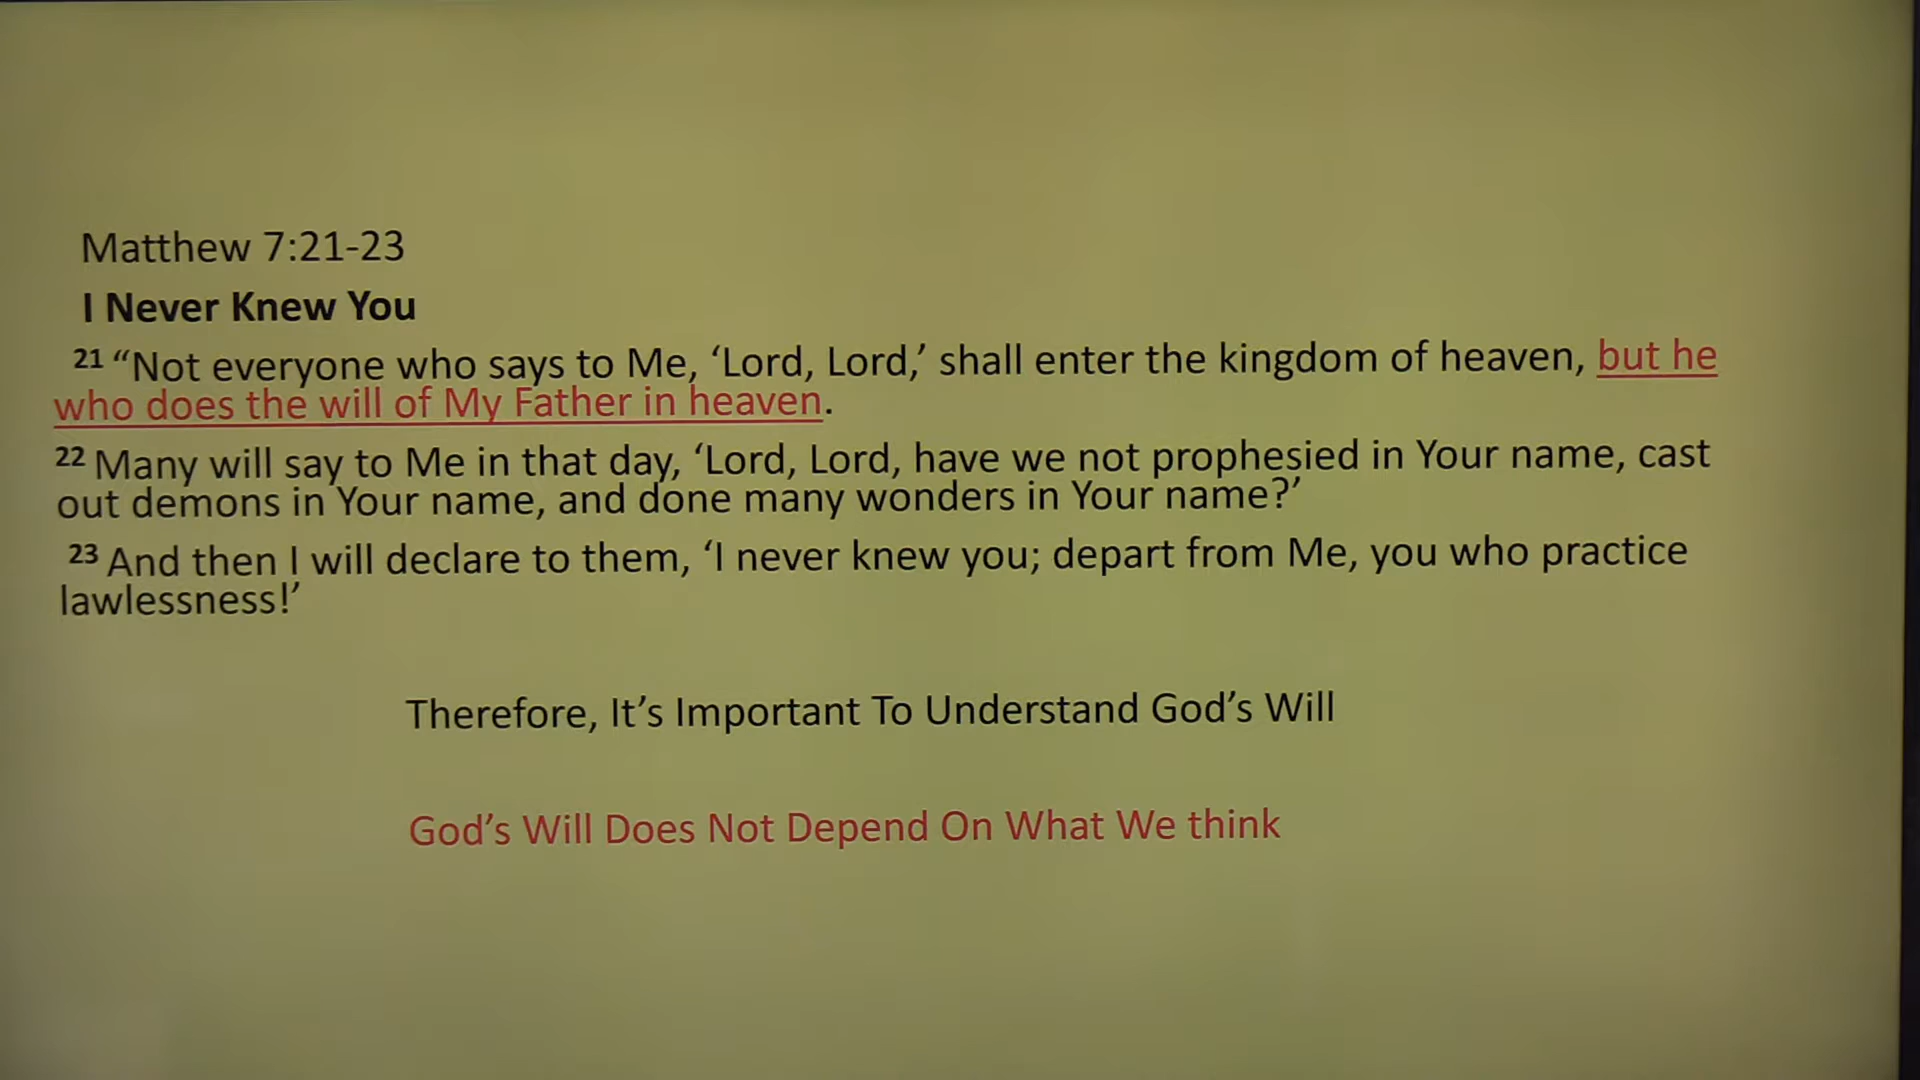 Matthew 7:21-23
I Never Knew You
21 “Not everyone who says to Me, ‘Lord, Lord,’ shall enter the kingdom of heaven, but he
who does the will of My Father in heaven.
22 Many will say to Me in that day, ‘Lord, Lord, have we not prophesied in Your name, cast
out demons in Your name, and done many wonders in Your name?’
23 And then I will declare to them, ‘I never knew you; depart from Me, you who practice
lawlessness!’
Therefore, It’s Important To Understand God’s Will
God’s Will Does Not Depend On What We think